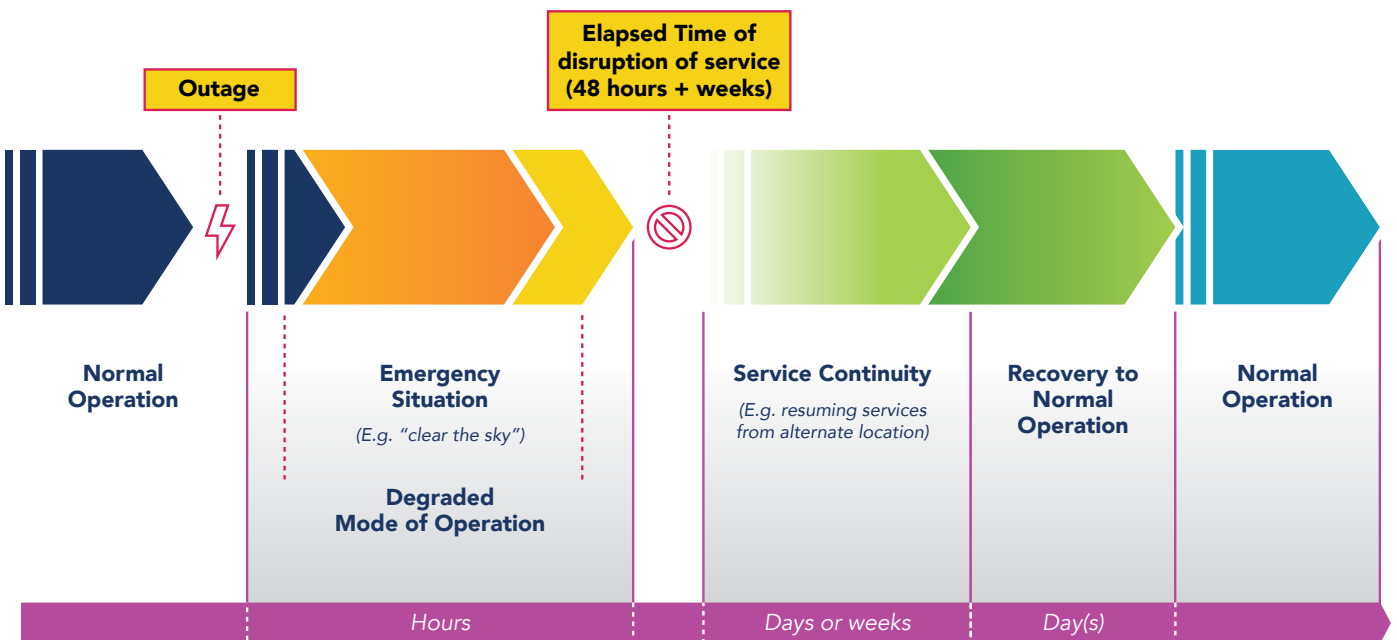 Elapsed Time of
disruption of service
(48 hours + weeks)
Outage
Normal
Operation
Emergency
Situation
(E.g. “clear the sky”)
Degraded
Mode of Operation
Service Continuity
(E.g. resuming services
from alternate location)
Recovery to
Normal
Operation
Normal
Operation
Hours
Days or weeks
Day(s)